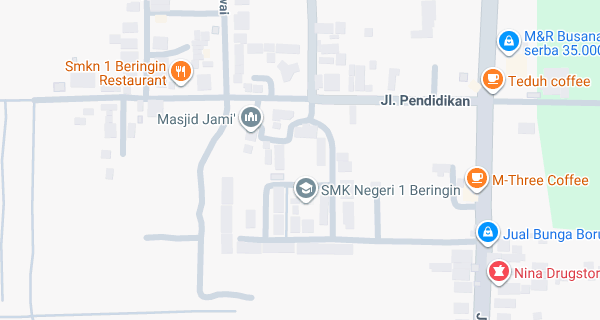 wai
M&R Busana
serba 35.000
Smkn 1 Beringin
Restaurant
Teduh coffee
Jl. Pendidikan
Masjid Jami'
M-Three Coffee
SMK Negeri 1 Beringin
Jual Bunga Boru
Nina Drugstor
J